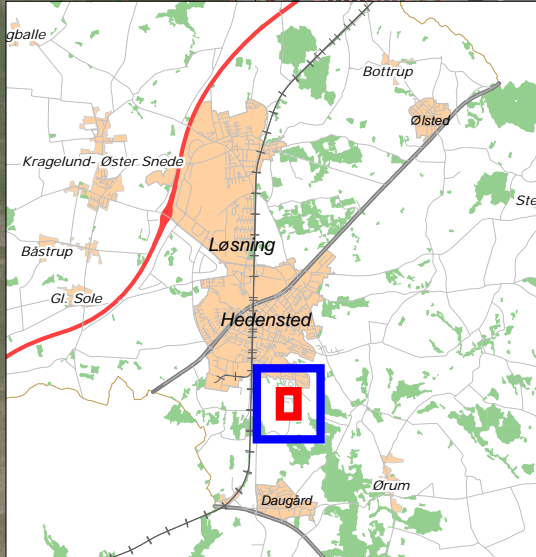 gballe
Bottrup
Ølsted
Kragelund- Øster Snede
Ste
Løsning
Båstrup
Gl. Sole
Hedensted
Ørum
Daugård